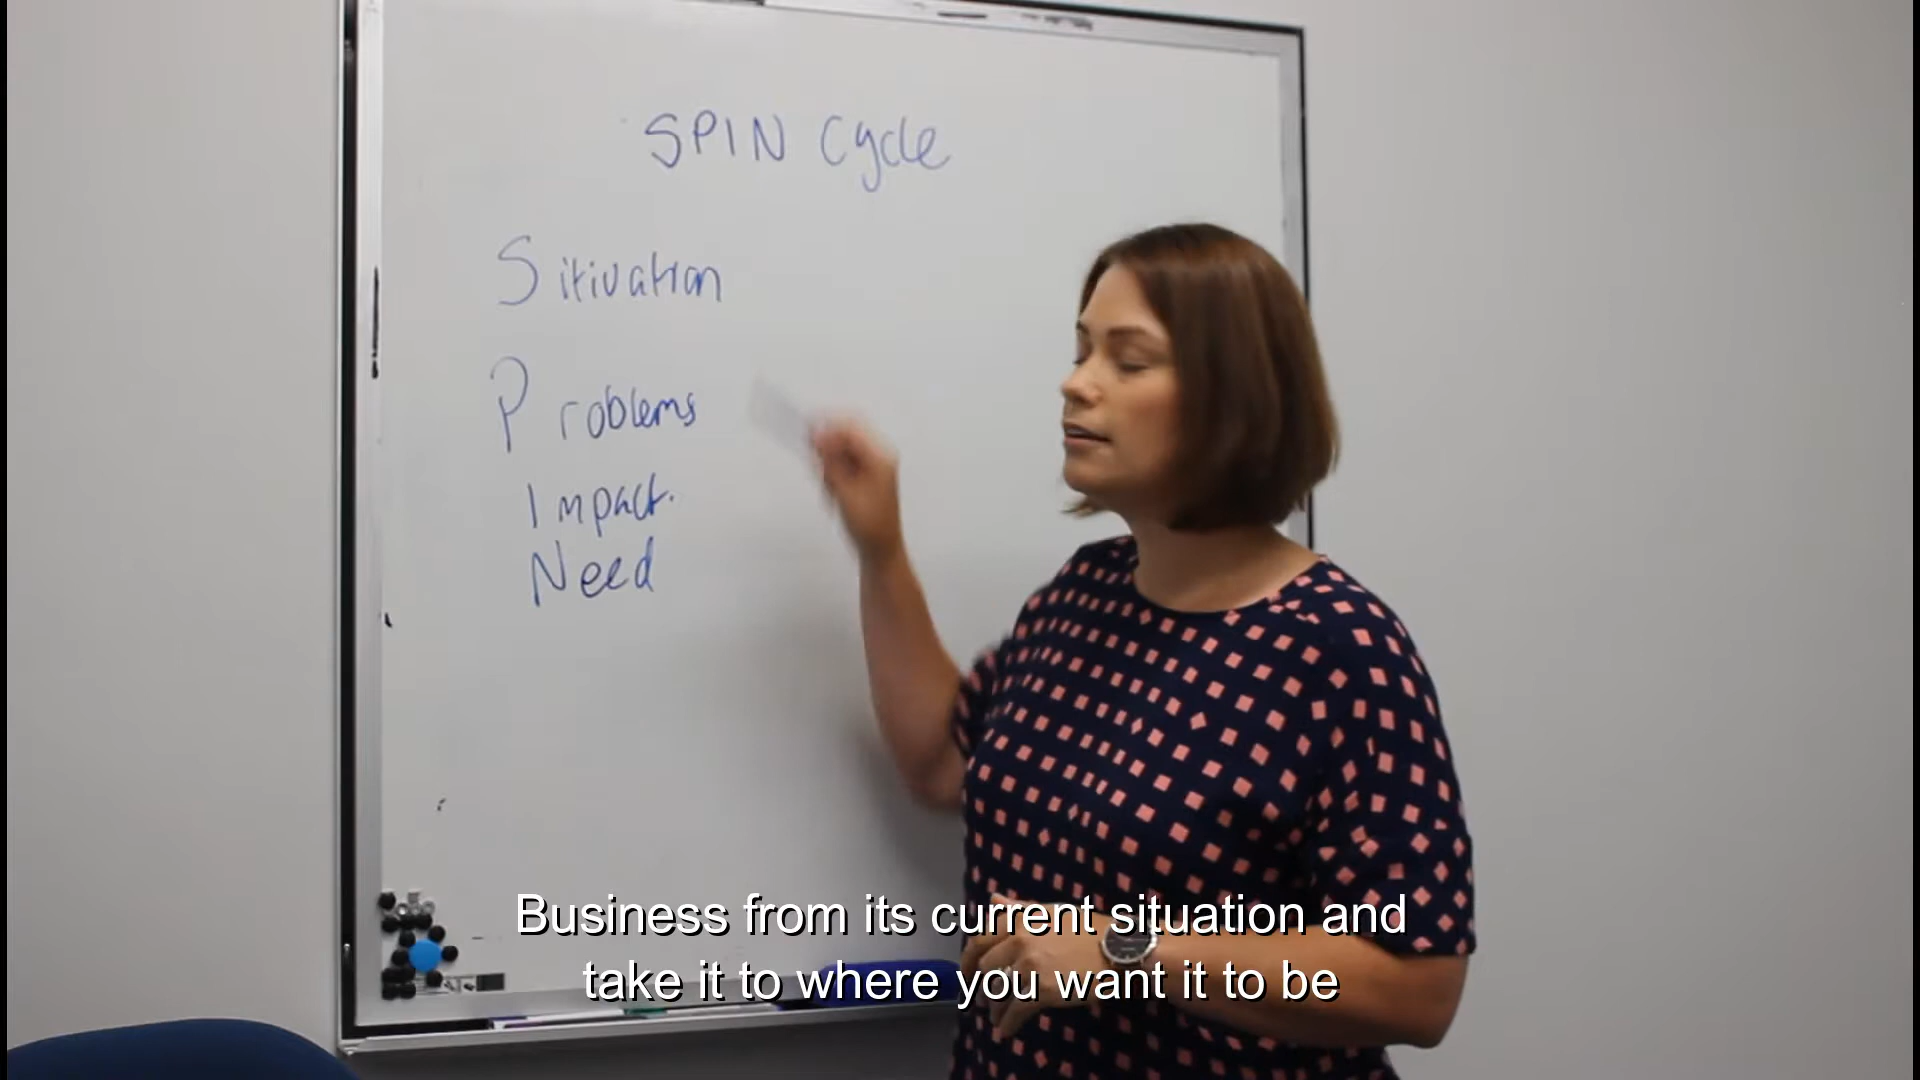 SPIN Cycle
Sitivation
Problems
Impact.
Need
Business from its current situation and
take it to where you want it to be